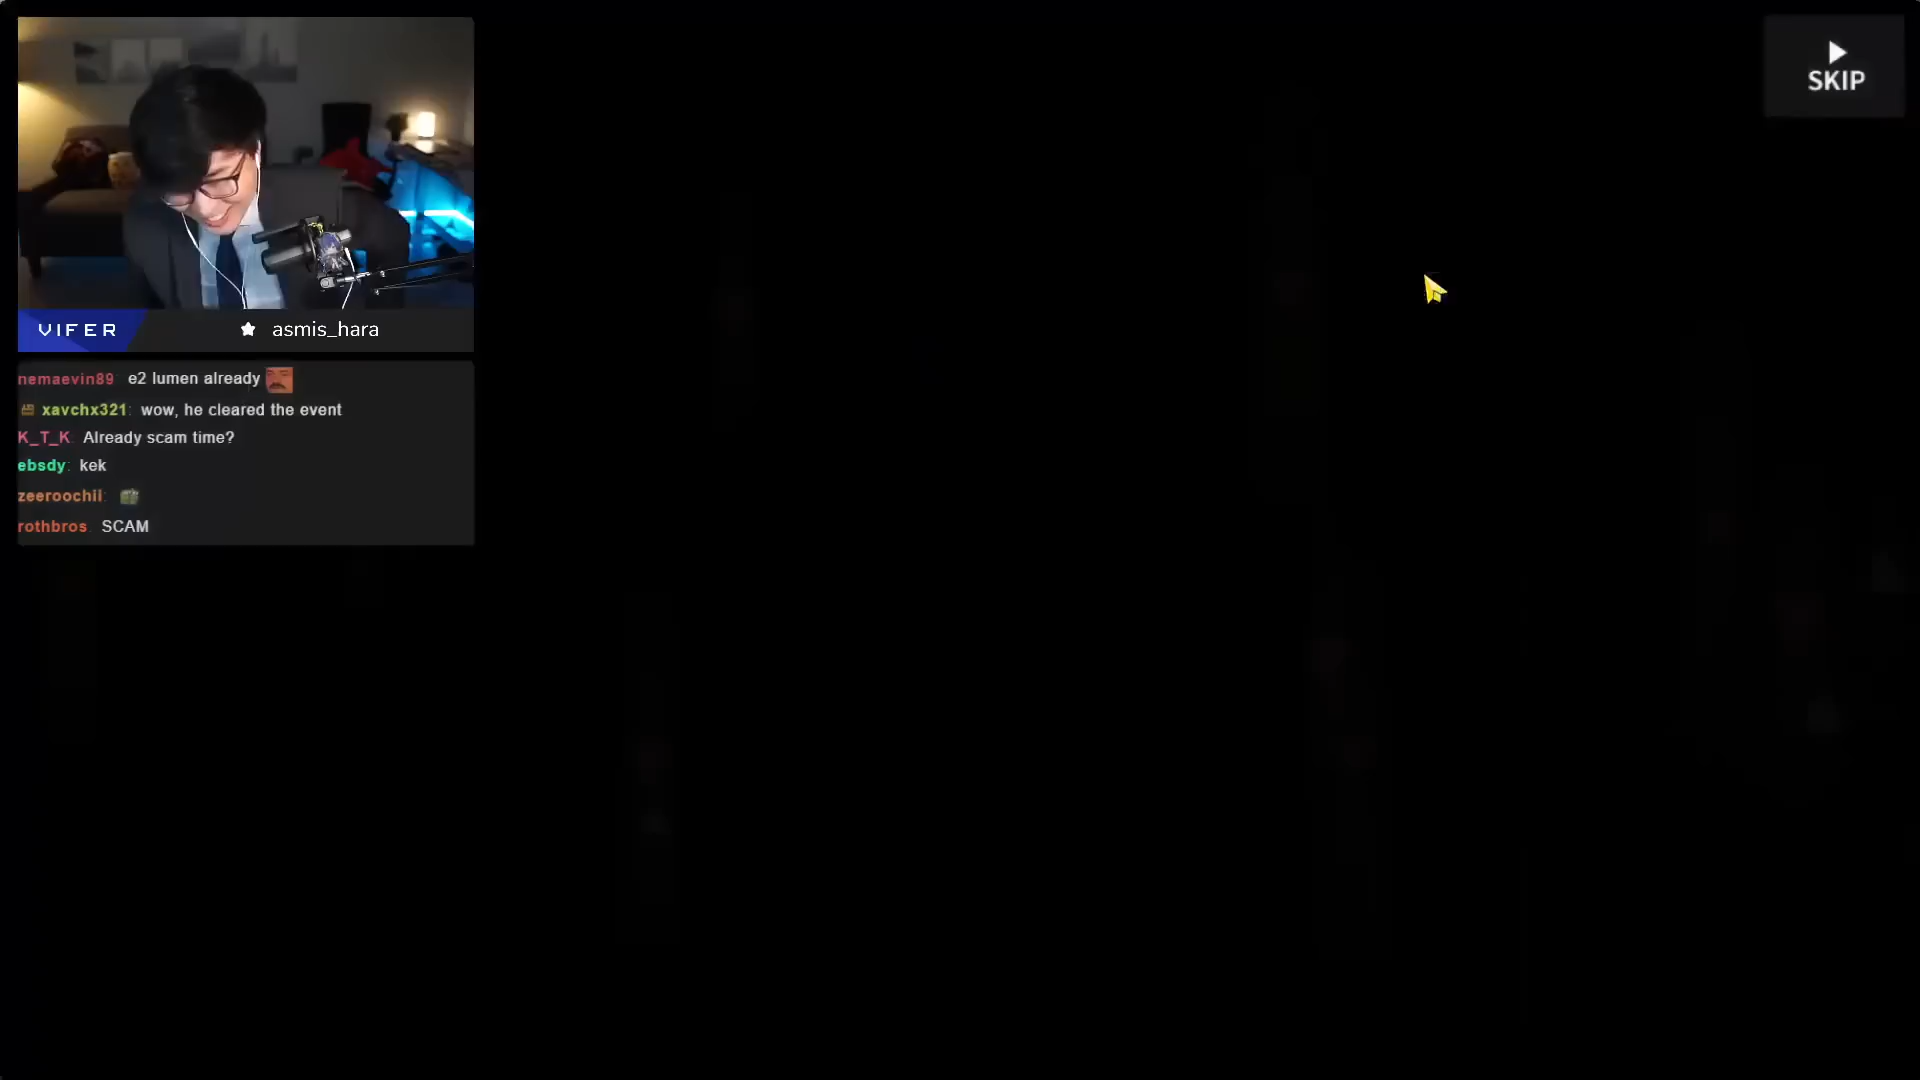 SKIP
VIFER ★ asmis_hara
nemaevin89: e2 lumen already
xavchx321: wow, he cleared the event
K_T_K: Already scam time?
ebsdy: kek
zeeroochii:
rothbros: SCAM